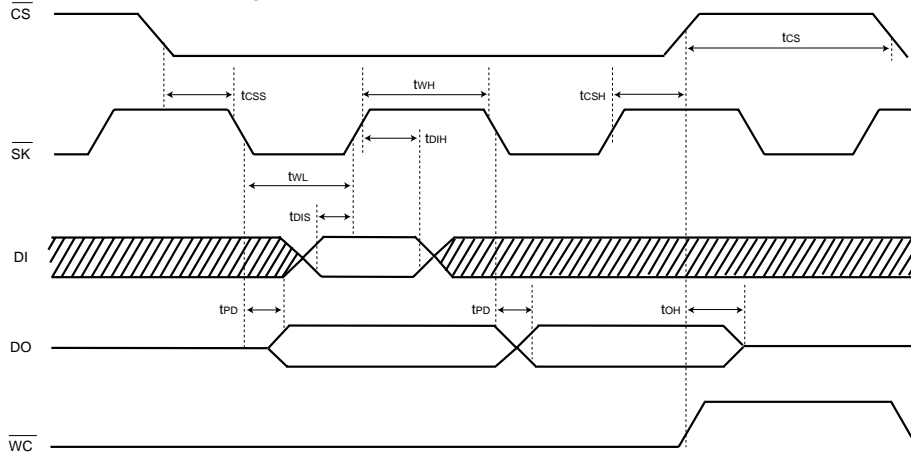 CS
tCS
tCSS
tWH
tCSH
SK
tDIH
tWL
tDIS
DI
tPD
tPD
tOH
DO
WC